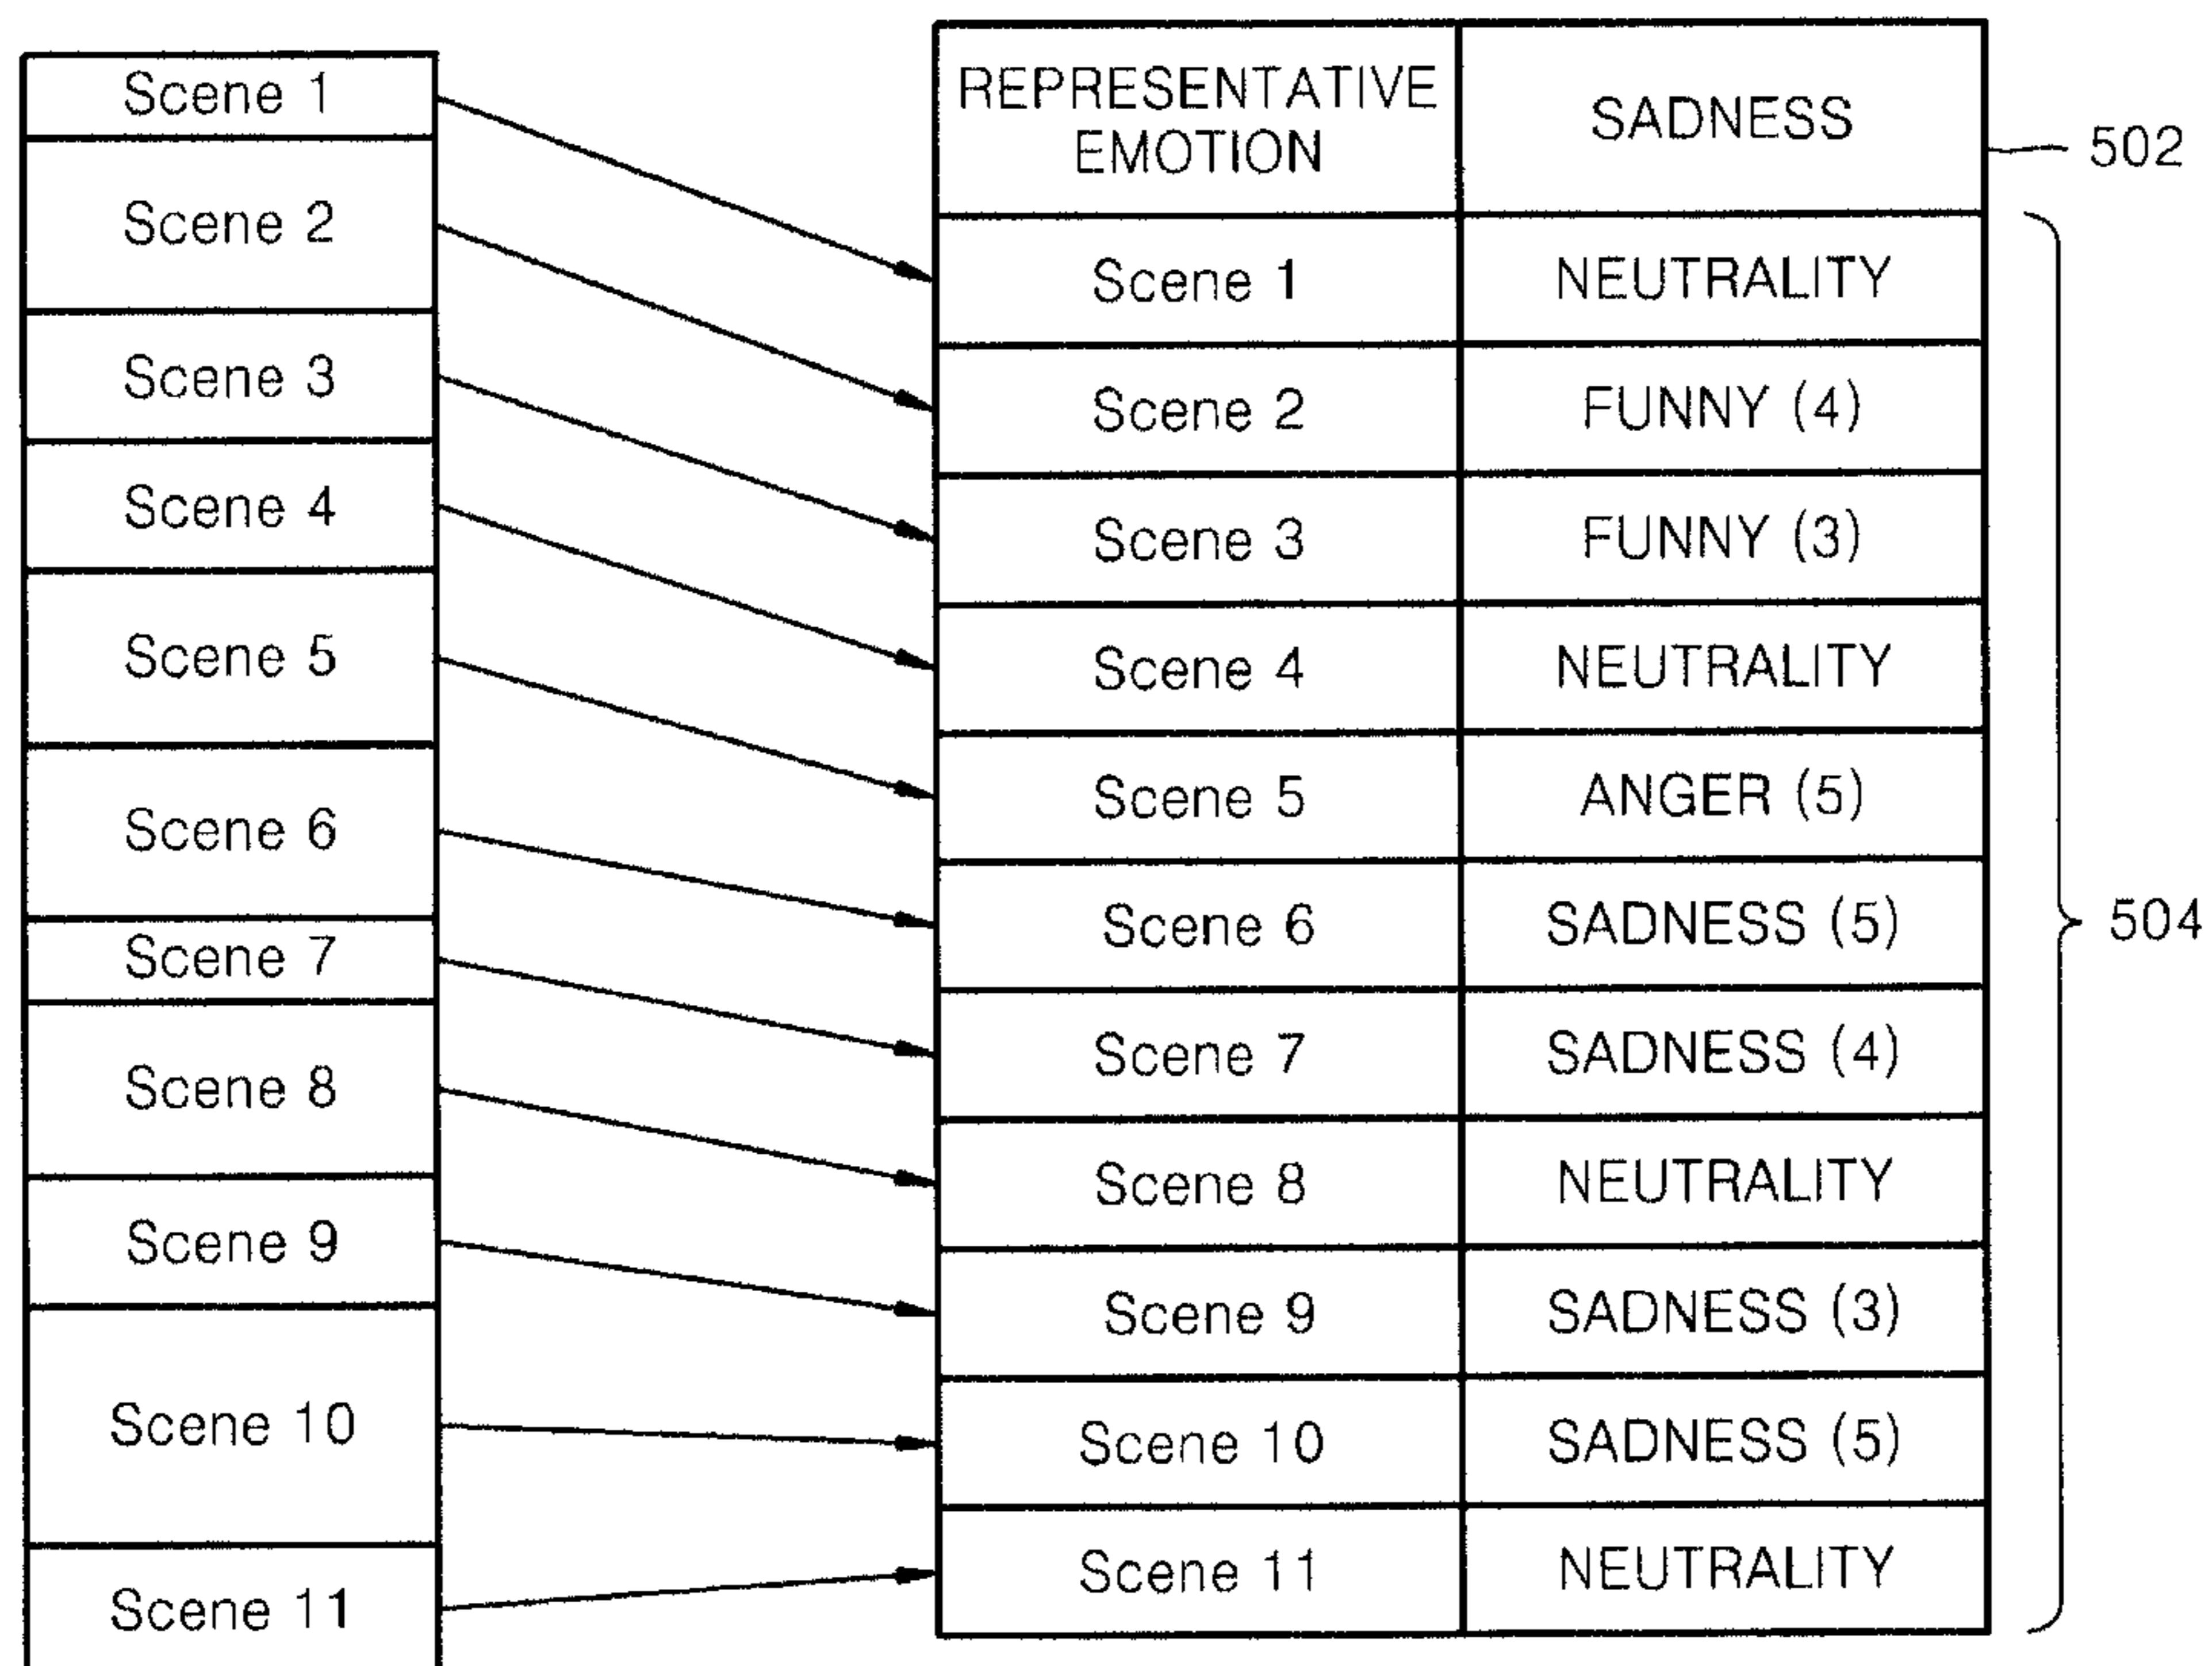 Scene 1
Scene 2
Scene 3
Scene 4
Scene 5
Scene 6
Scene 7
Scene 8
Scene 9
Scene 10
Scene 11
REPRESENTATIVE
EMOTION
SADNESS
502
Scene 1 NEUTRALITY
Scene 2 FUNNY (4)
Scene 3 FUNNY (3)
Scene 4 NEUTRALITY
Scene 5 ANGER (5)
Scene 6 SADNESS (5)
Scene 7 SADNESS (4)
Scene 8 NEUTRALITY
Scene 9 SADNESS (3)
Scene 10 SADNESS (5)
Scene 11 NEUTRALITY
504